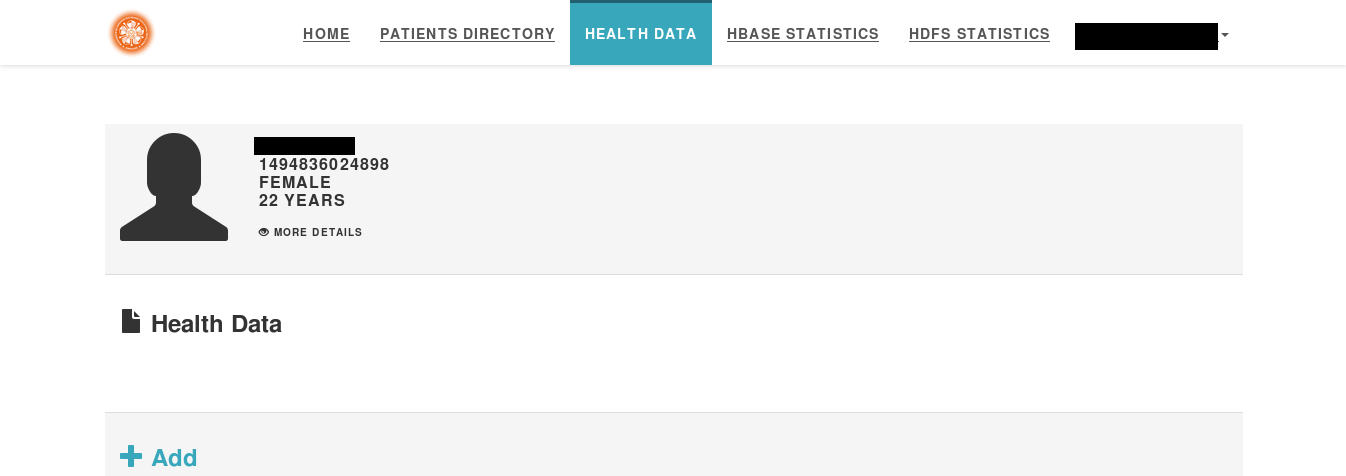 HOME PATIENTS DIRECTORY HEALTH DATA HBASE STATISTICS HDFS STATISTICS
1494836024898
FEMALE
22 YEARS
MORE DETAILS
Health Data
Add